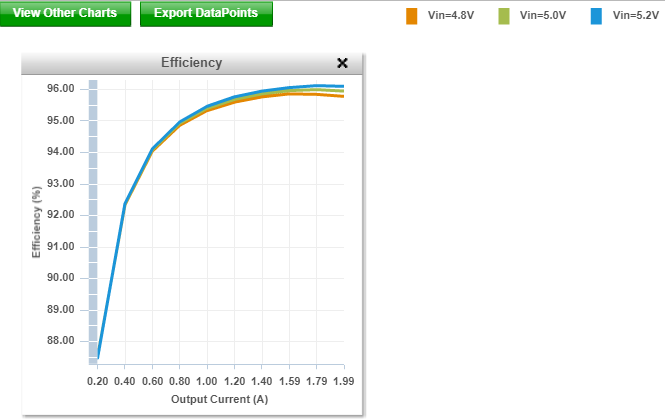 View Other Charts Export DataPoints Vin=4.8V Vin=5.0V Vin=5.2V
Efficiency
96.00
95.00
94.00
93.00
92.00
91.00
90.00
89.00
88.00
Efficiency (%)
0.20 0.40 0.60 0.80 1.00 1.20 1.40 1.59 1.79 1.99
Output Current (A)